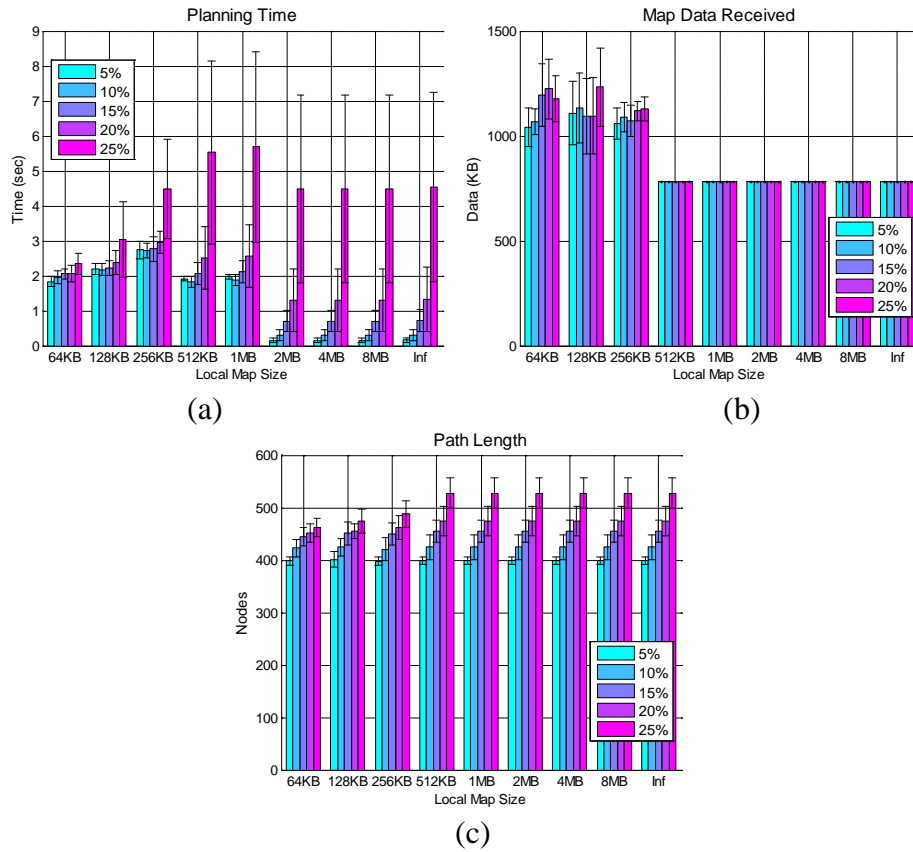 Planning Time
9
8
7
6
5
4
3
2
1
0
Time (sec)
5%
10%
15%
20%
25%
64KB 128KB 256KB 512KB 1MB 2MB 4MB 8MB Inf
Local Map Size
(a)
Map Data Received
1500
1000
500
0
Data (KB)
5%
10%
15%
20%
25%
64KB 128KB 256KB 512KB 1MB 2MB 4MB 8MB Inf
Local Map Size
(b)
Path Length
600
500
400
300
200
100
0
Nodes
5%
10%
15%
20%
25%
64KB 128KB 256KB 512KB 1MB 2MB 4MB 8MB Inf
Local Map Size
(c)